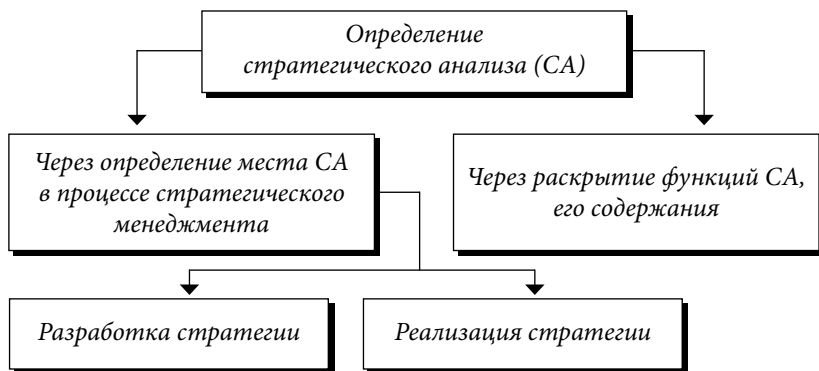 Определение
стратегического анализа (СА)
Через определение места СА
в процессе стратегического
менеджмента
Через раскрытие функций СА,
его содержания
Разработка стратегии
Реализация стратегии